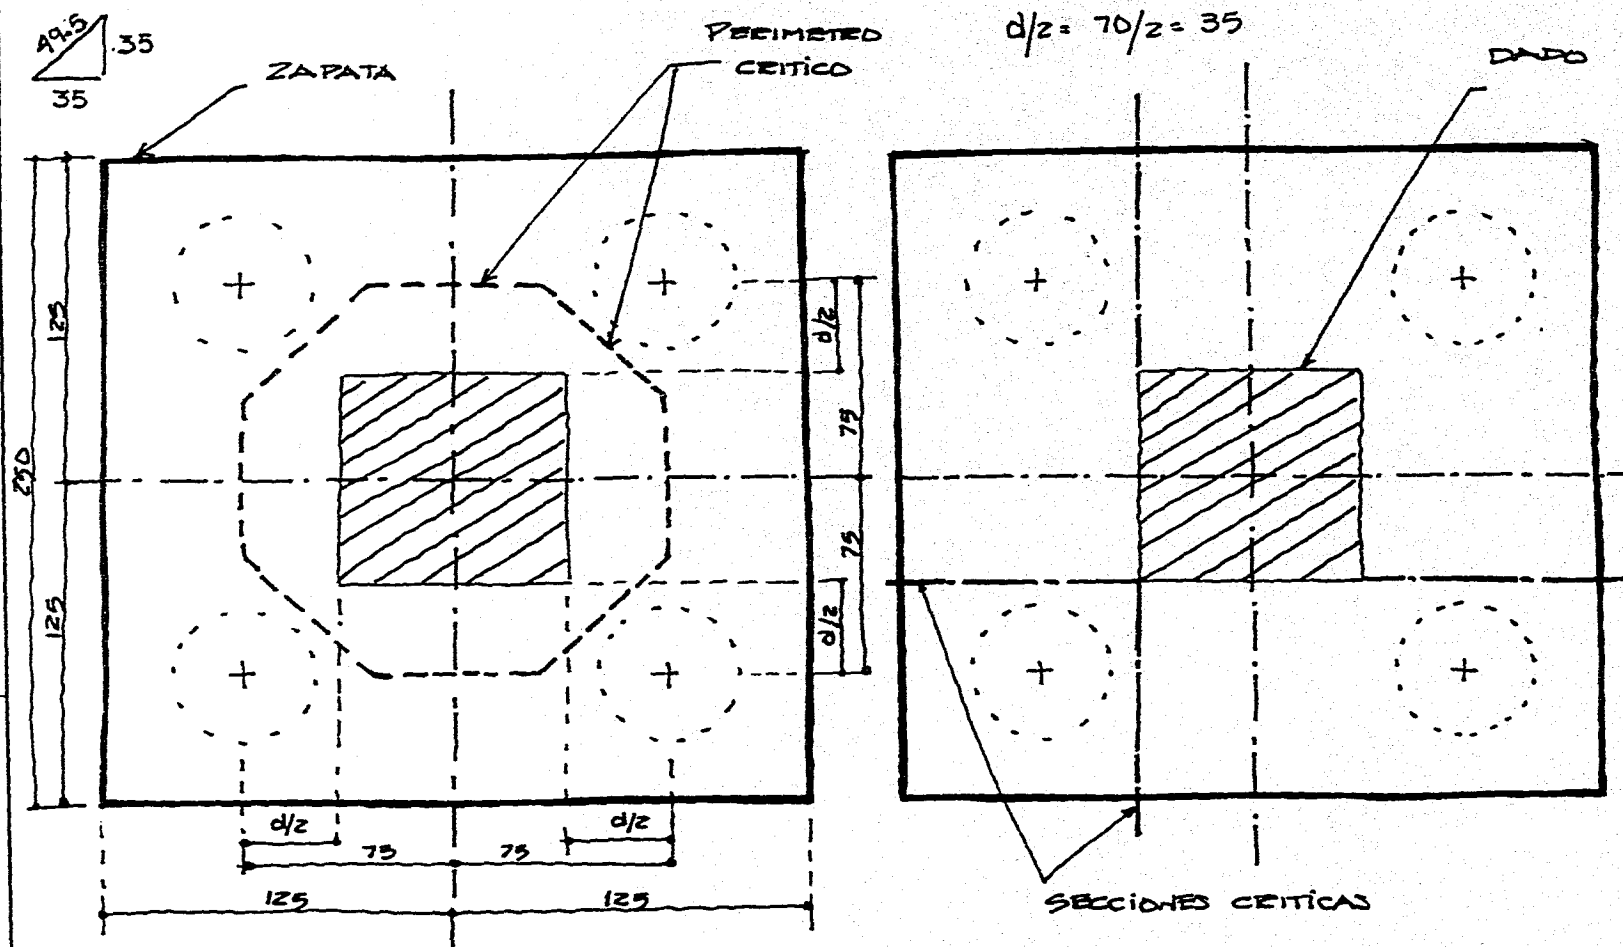 49.5
.35
35
ZAPATA
PERIMETRO
CRITICO
d/2 = 70/2 = 35
DADO
125
250
125
d/2
75
75
d/2
d/2
d/2
75
75
125
125
SECCIONES CRITICAS